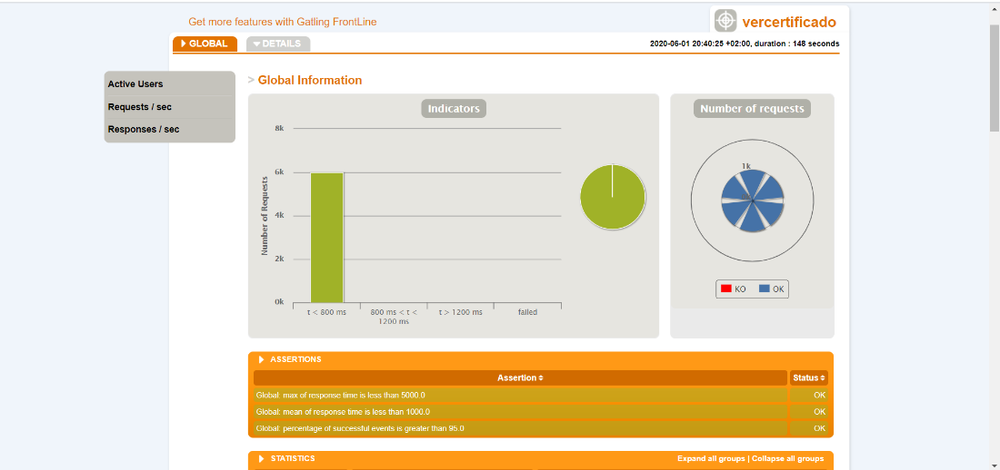 Get more features with Gatling FrontLine
vercertificado
GLOBAL
DETAILS
2020-06-01 20:40:25 +02:00, duration : 148 seconds
Active Users
Requests / sec
Responses / sec
> Global Information
Indicators
Number of Requests
8k
6k
4k
2k
0k
t < 800 ms
800 ms < t <
1200 ms
t > 1200 ms
failed
Number of requests
1k
KO
OK
ASSERTIONS
Assertion
Status
Global: max of response time is less than 5000.0
OK
Global: mean of response time is less than 1000.0
OK
Global: percentage of successful events is greater than 95.0
OK
STATISTICS
Expand all groups | Collapse all groups